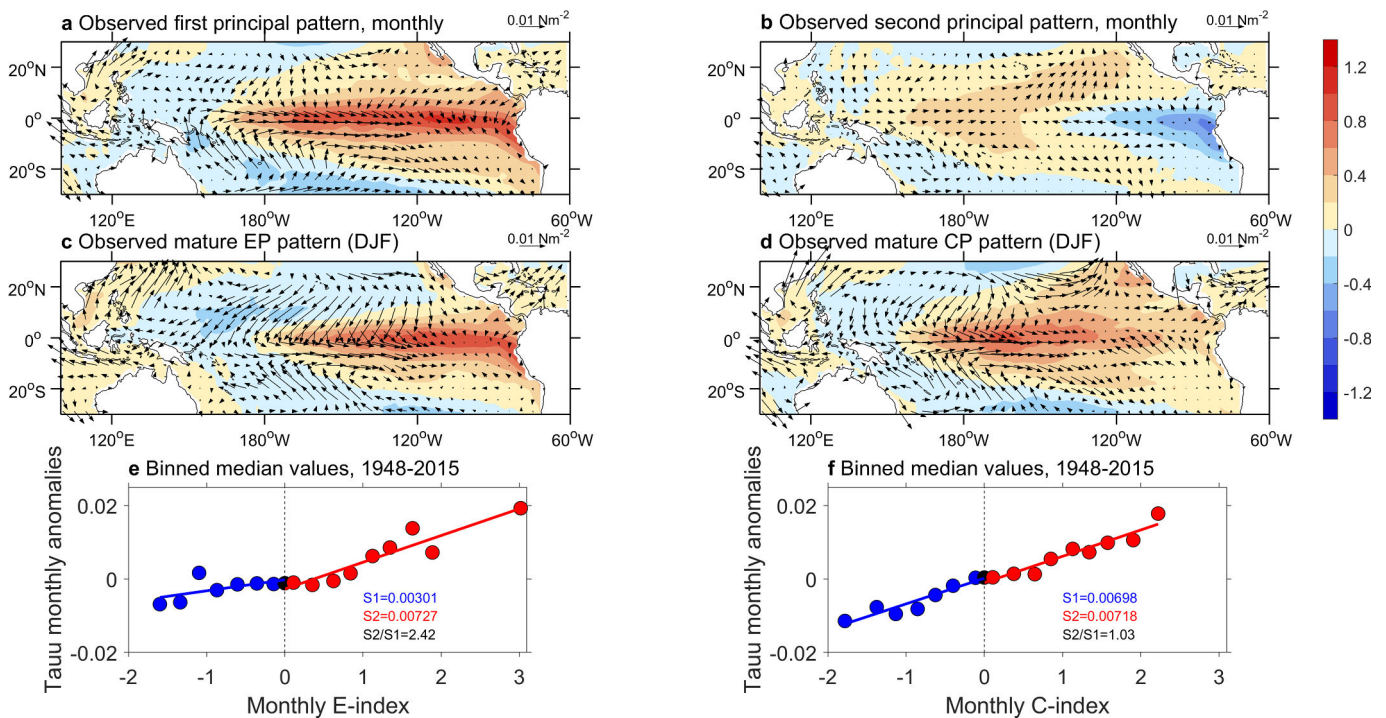 a Observed first principal pattern, monthly
0.01 Nm-2
20°N
0°
20°S
120°E
180°W
120°W
60°W
b Observed second principal pattern, monthly
0.01 Nm-2
20°N
0°
20°S
120°E
180°W
120°W
60°W
1.2
0.8
0.4
0
-0.4
-0.8
-1.2
c Observed mature EP pattern (DJF)
0.01 Nm-2
20°N
0°
20°S
120°E
180°W
120°W
60°W
d Observed mature CP pattern (DJF)
0.01 Nm-2
20°N
0°
20°S
120°E
180°W
120°W
60°W
e Binned median values, 1948-2015
Tauu monthly anomalies
0.02
0
-0.02
S1=0.00301
S2=0.00727
S2/S1=2.42
-2
-1
0
1
2
3
Monthly E-index
f Binned median values, 1948-2015
Tauu monthly anomalies
0.02
0
-0.02
S1=0.00698
S2=0.00718
S2/S1=1.03
-2
-1
0
1
2
3
Monthly C-index